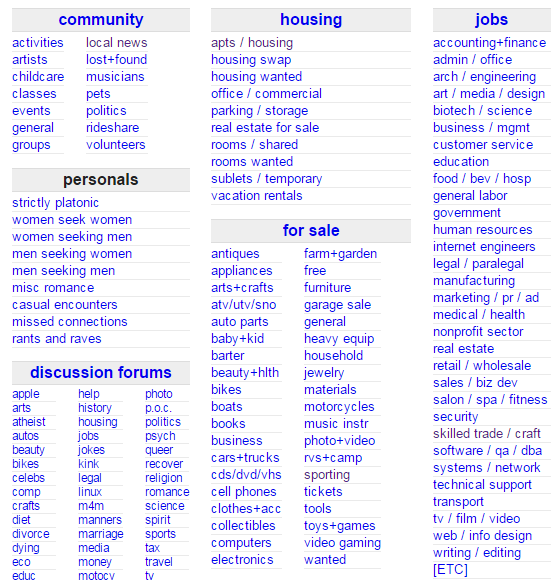 community
activities local news
artists lost+found
childcare musicians
classes pets
events politics
general rideshare
groups volunteers
personals
strictly platonic
women seek women
women seeking men
men seeking women
men seeking men
misc romance
casual encounters
missed connections
rants and raves
discussion forums
apple help photo
arts history p.o.c.
atheist housing politics
autos jobs psych
beauty jokes queer
bikes kink recover
celebs legal religion
comp linux romance
crafts m4m science
diet manners spirit
divorce marriage sports
dying media tax
eco money travel
educ motocy tv
housing
apts / housing
housing swap
housing wanted
office / commercial
parking / storage
real estate for sale
rooms / shared
rooms wanted
sublets / temporary
vacation rentals
for sale
antiques farm+garden
appliances free
arts+crafts furniture
atv/utv/sno garage sale
auto parts general
baby+kid heavy equip
barter household
beauty+hlth jewelry
bikes materials
boats motorcycles
books music instr
business photo+video
cars+trucks rvs+camp
cds/dvd/vhs sporting
cell phones tickets
clothes+acc tools
collectibles toys+games
computers video gaming
electronics wanted
jobs
accounting+finance
admin / office
arch / engineering
art / media / design
biotech / science
business / mgmt
customer service
education
food / bev / hosp
general labor
government
human resources
internet engineers
legal / paralegal
manufacturing
marketing / pr / ad
medical / health
nonprofit sector
real estate
retail / wholesale
sales / biz dev
salon / spa / fitness
security
skilled trade / craft
software / qa / dba
systems / network
technical support
transport
tv / film / video
web / info design
writing / editing
[ETC]